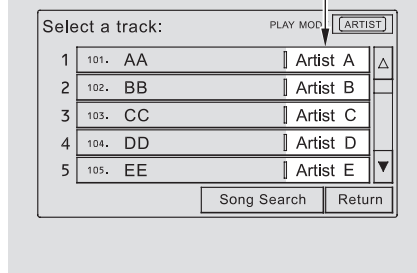 Select a track: PLAY MOD [ARTIST]
1 101. AA Artist A
2 102. BB Artist B
3 103. CC Artist C
4 104. DD Artist D
5 105. EE Artist E
Song Search Return